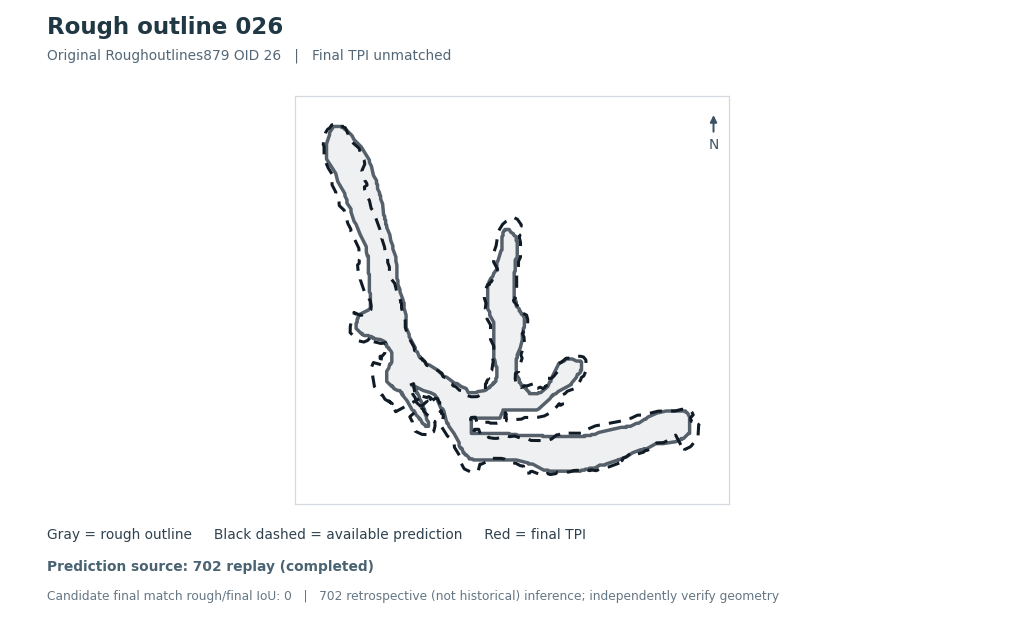 Rough outline 026
Original Roughoutlines879 OID 26   |   Final TPI unmatched
N
Gray = rough outline     Black dashed = available prediction     Red = final TPI
Prediction source: 702 replay (completed)
Candidate final match rough/final IoU: 0   |   702 retrospective (not historical) inference; independently verify geometry